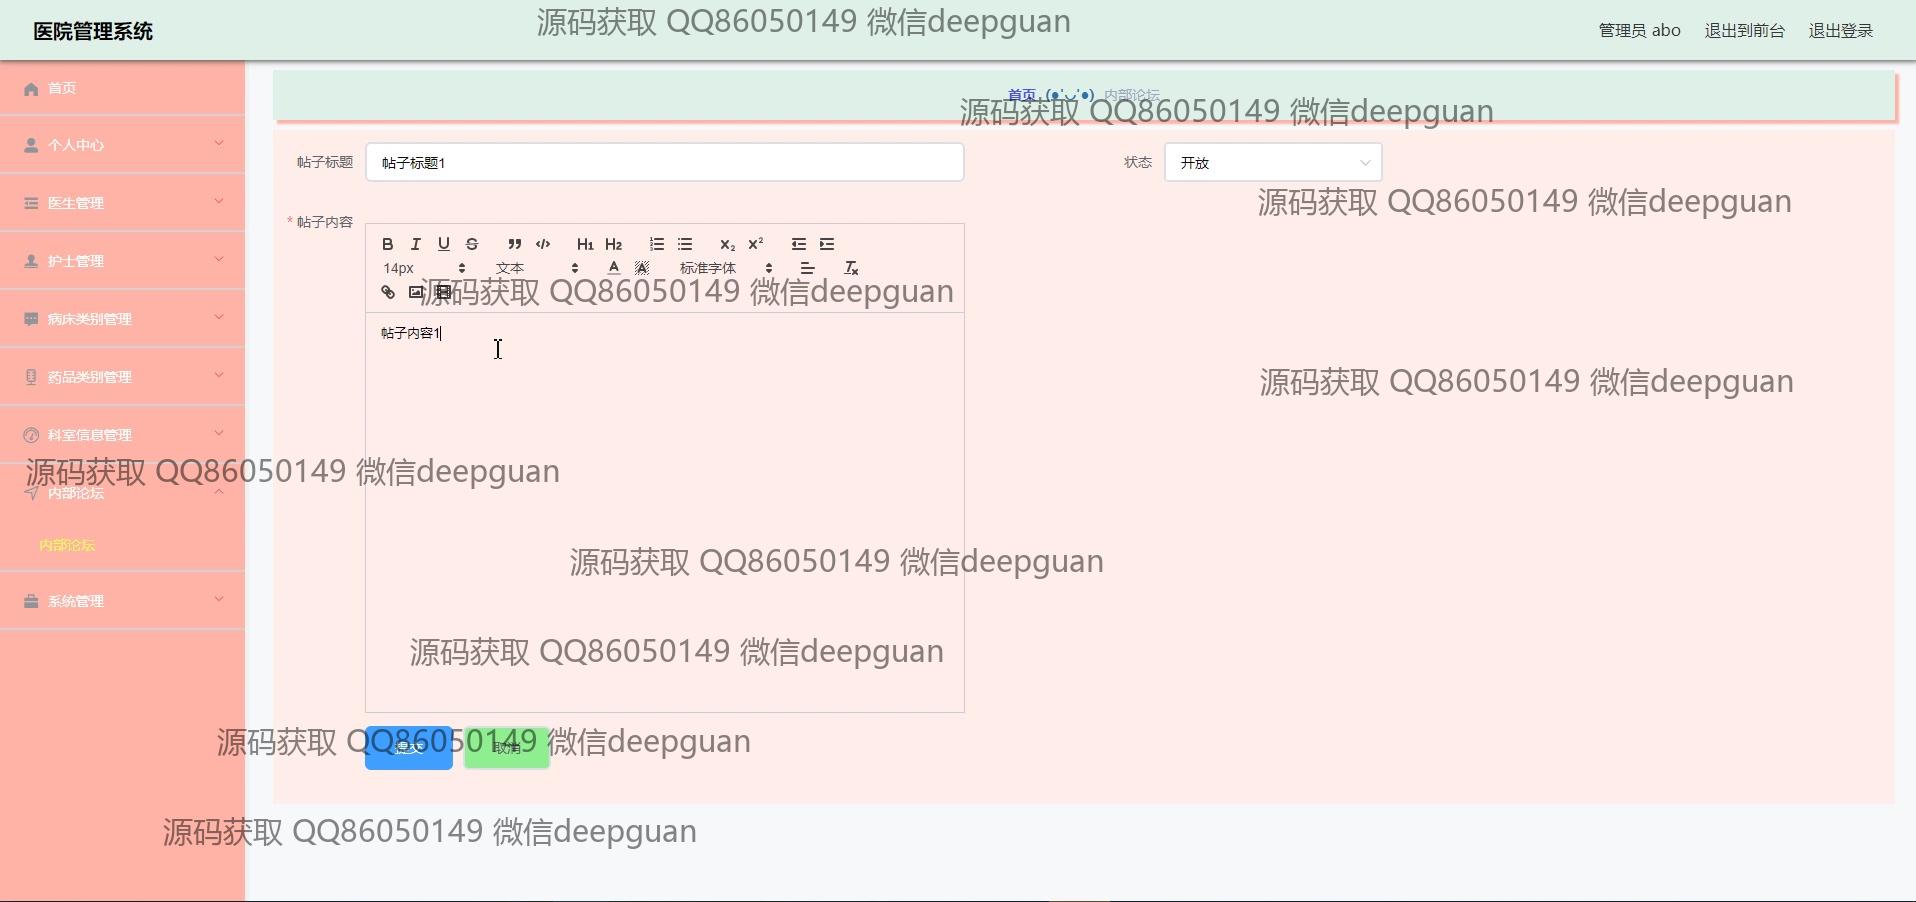 医院管理系统
源码获取 QQ86050149 微信deepguan
管理员 abo 退出到前台 退出登录
首页
首页 (●'◡'●) 内部论坛
源码获取 QQ86050149 微信deepguan
个人中心
帖子标题 帖子标题1 状态 开放
医生管理
源码获取 QQ86050149 微信deepguan
* 帖子内容
B I U S ” </> H1 H2 X₂ X²
护士管理
14px 文本 A A 标准字体 Tx
源码获取 QQ86050149 微信deepguan
病床类别管理
帖子内容1
药品类别管理
源码获取 QQ86050149 微信deepguan
科室信息管理
源码获取 QQ86050149 微信deepguan
内部论坛
内部论坛
源码获取 QQ86050149 微信deepguan
系统管理
源码获取 QQ86050149 微信deepguan
源码获取 QQ86050149 微信deepguan
提交 取消
源码获取 QQ86050149 微信deepguan